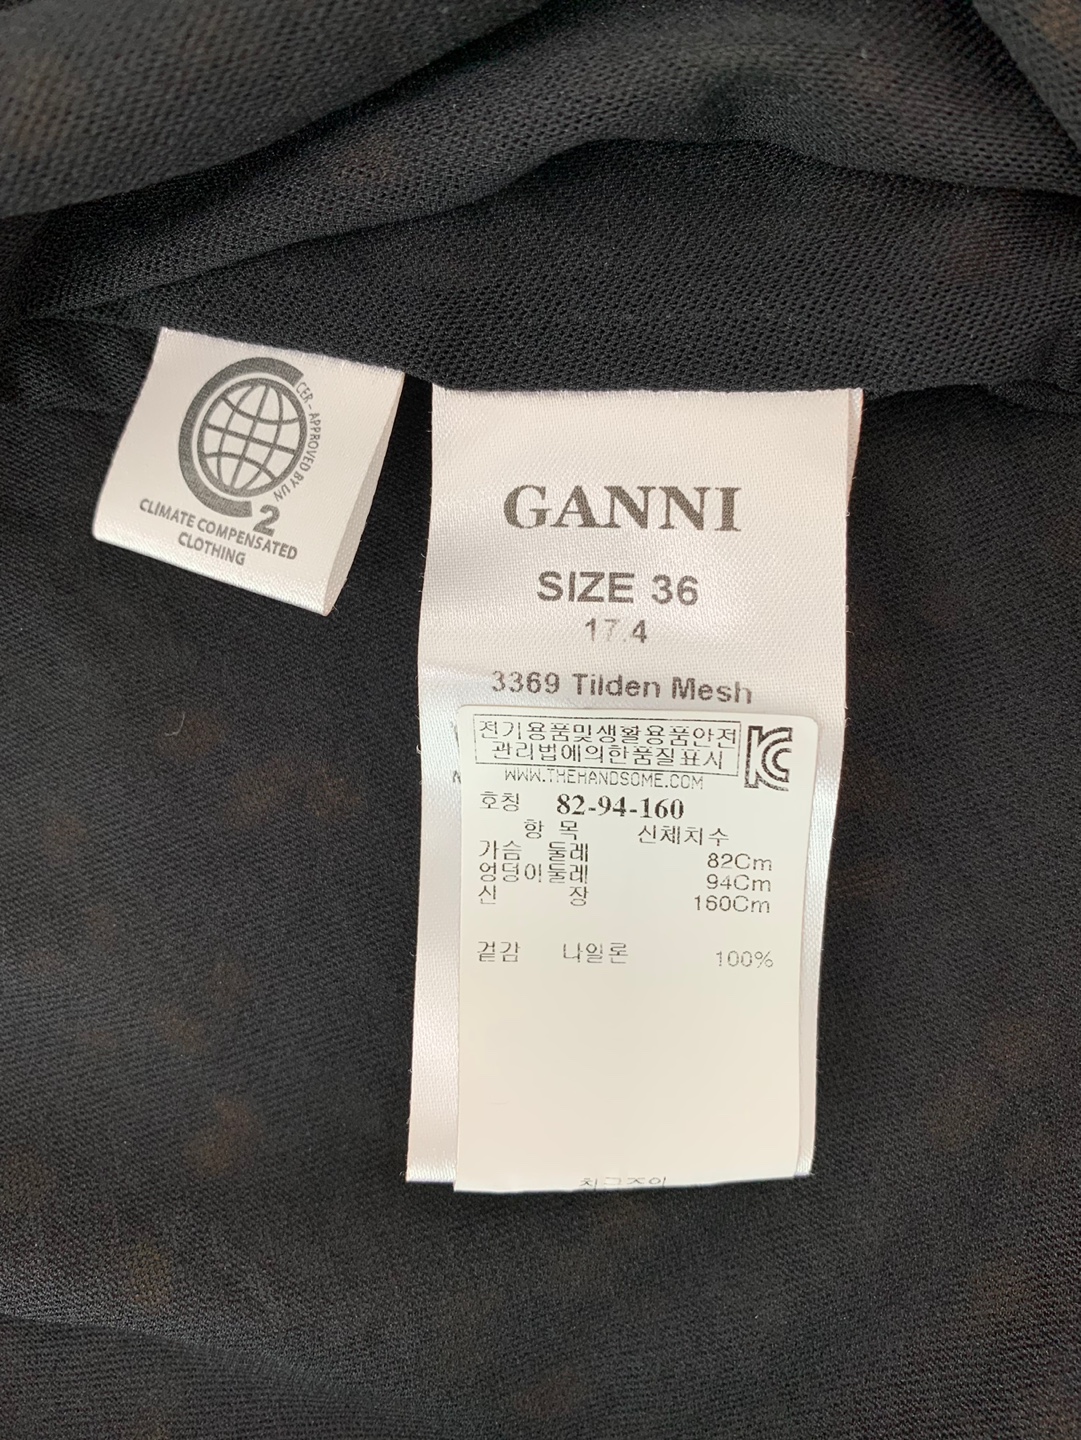 CER - APPROVED BY UN
2
CLIMATE COMPENSATED
CLOTHING
GANNI
SIZE 36
17.4
3369 Tilden Mesh
전기용품및생활용품안전
관리법에의한품질표시
WWW.THEHANDSOME.COM
호칭 82-94-160
항 목 신체치수
가슴 둘레 82Cm
엉덩이둘레 94Cm
신 장 160Cm
겉감 나일론 100%